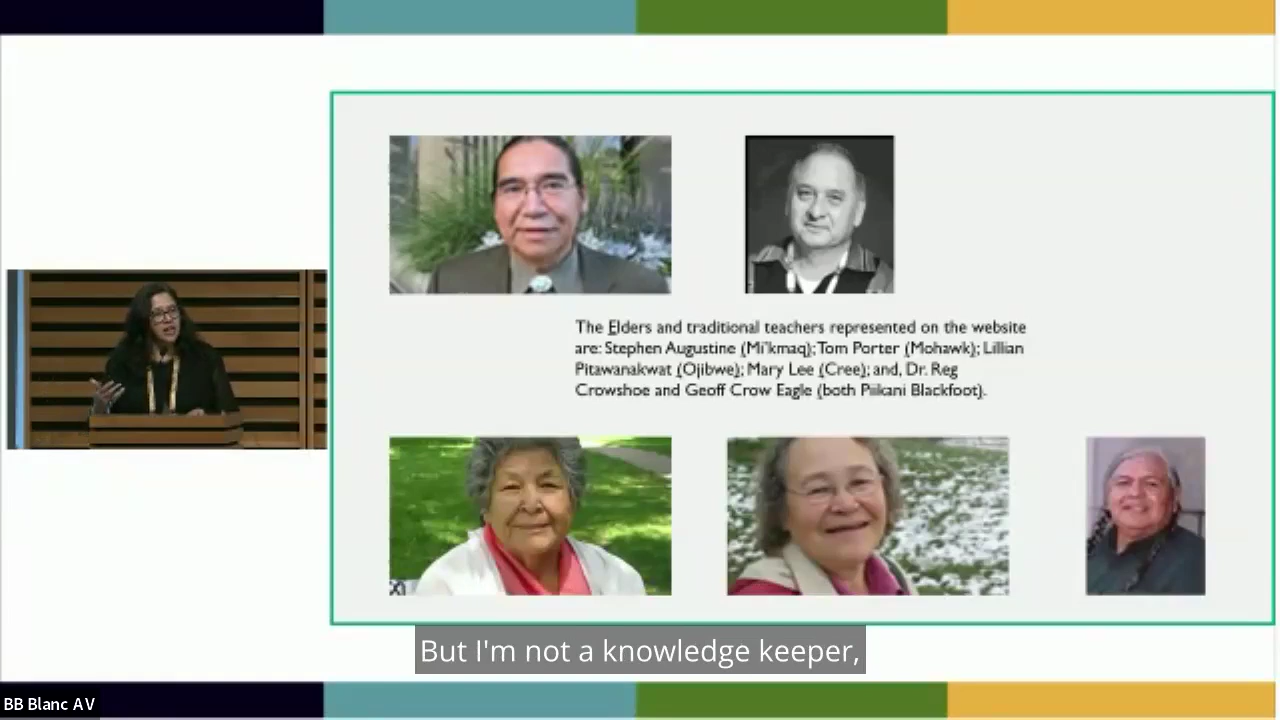 The Elders and traditional teachers represented on the website
are: Stephen Augustine (Mi'kmaq); Tom Porter (Mohawk); Lillian
Pitawanakwat (Ojibwe); Mary Lee (Cree); and, Dr. Reg
Crowshoe and Geoff Crow Eagle (both Piikani Blackfoot).
But I'm not a knowledge keeper,
BB Blanc AV